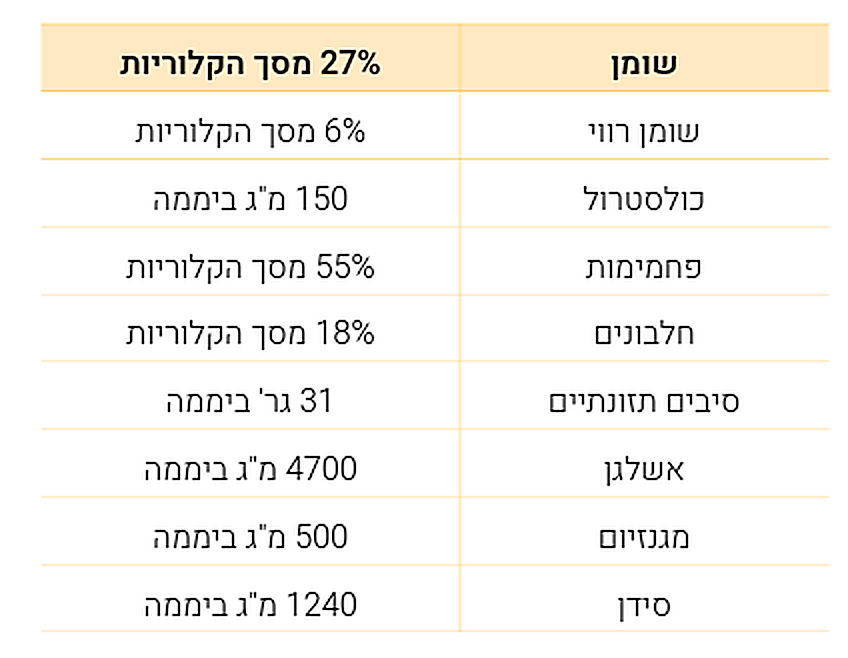 שומן 27% מסך הקלוריות
שומן רווי 6% מסך הקלוריות
כולסטרול 150 מ"ג ביממה
פחמימות 55% מסך הקלוריות
חלבונים 18% מסך הקלוריות
סיבים תזונתיים 31 גר' ביממה
אשלגן 4700 מ"ג ביממה
מגנזיום 500 מ"ג ביממה
סידן 1240 מ"ג ביממה